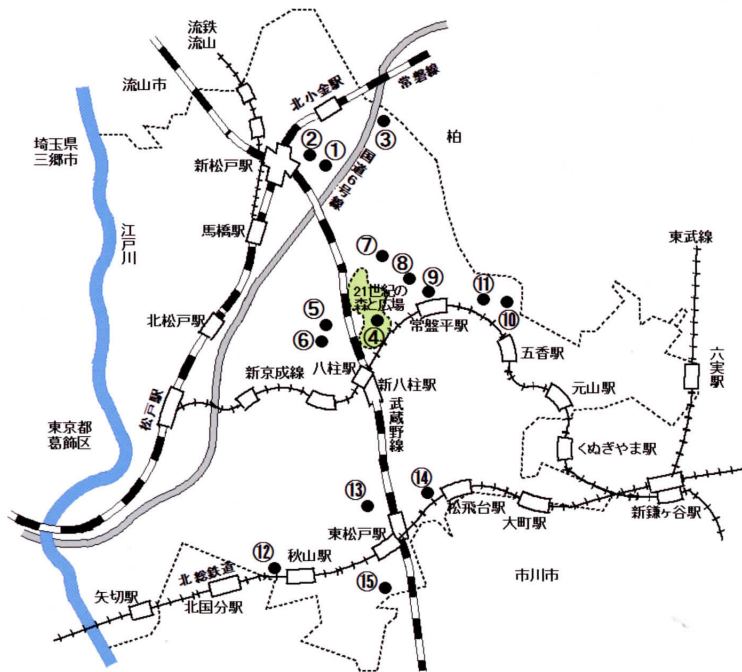 流鉄
流山
流山市
北小金駅
常磐線
埼玉県
三郷市
②
①
③
柏
新松戸駅
国道6号線
馬橋駅
江戸川
東武線
⑦
⑧
⑨
⑪
⑩
21世紀の
森と広場
④
常盤平駅
⑤
⑥
北松戸駅
五香駅
八柱駅
新八柱駅
新京成線
元山駅
六実駅
松戸駅
東京都
葛飾区
武蔵野線
くぬぎやま駅
⑭
⑬
松飛台駅
大町駅
新鎌ヶ谷駅
東松戸駅
⑫
秋山駅
北総鉄道
北国分駅
矢切駅
⑮
市川市